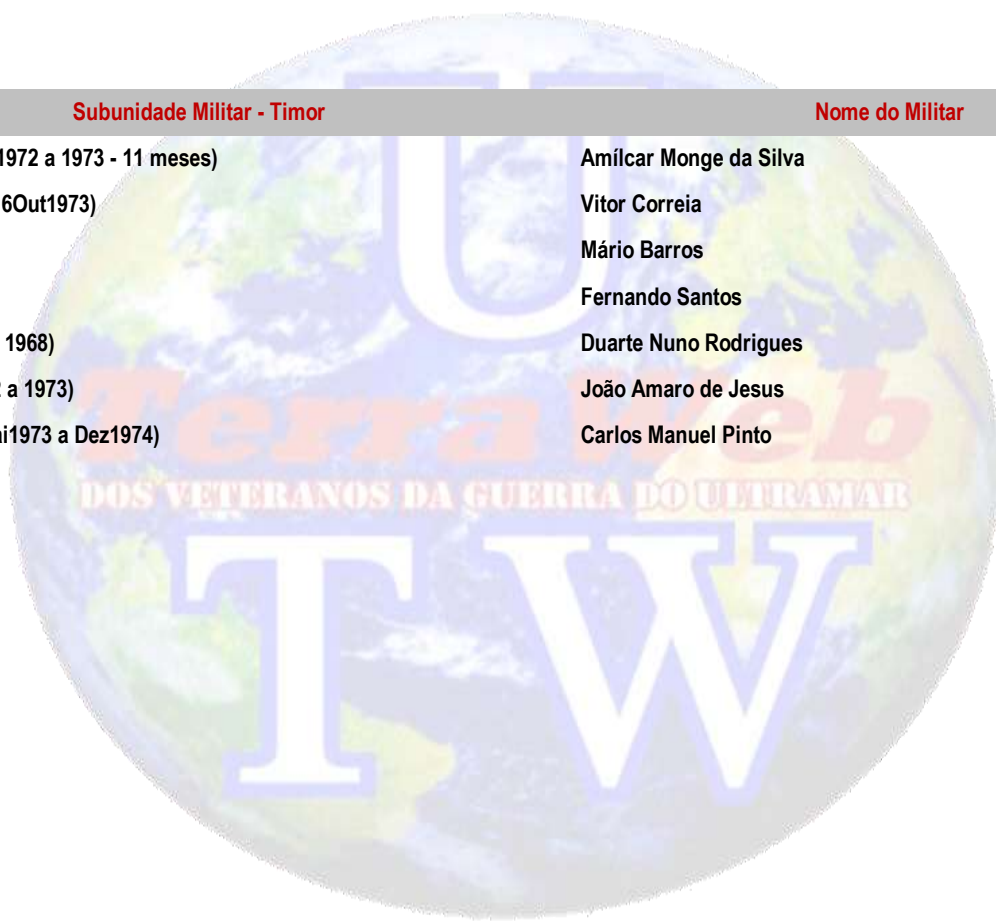 Subunidade Militar - Timor Nome do Militar
1972 a 1973 - 11 meses) Amílcar Monge da Silva
6Out1973) Vitor Correia
Mário Barros
Fernando Santos
1968) Duarte Nuno Rodrigues
a 1973) João Amaro de Jesus
i1973 a Dez1974) Carlos Manuel Pinto
U
TerraWeb
DOS VETERANOS DA GUERRA DO ULTRAMAR
T W